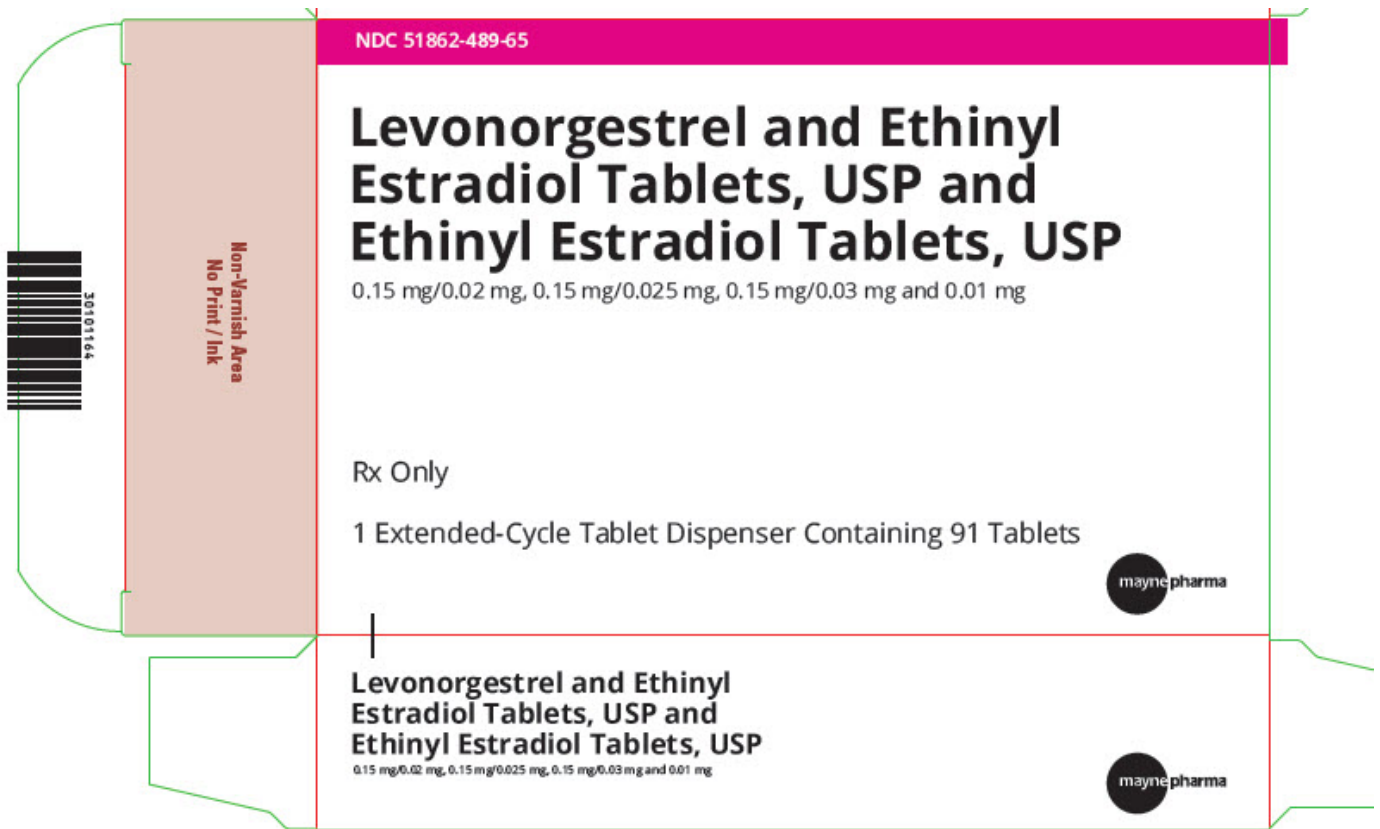 NDC 51862-489-65
Levonorgestrel and Ethinyl
Estradiol Tablets, USP and
Ethinyl Estradiol Tablets, USP
0.15 mg/0.02 mg, 0.15 mg/0.025 mg, 0.15 mg/0.03 mg and 0.01 mg
30101164
Non-Varnish Area
No Print / Ink
Rx Only
1 Extended-Cycle Tablet Dispenser Containing 91 Tablets
mayne pharma
Levonorgestrel and Ethinyl
Estradiol Tablets, USP and
Ethinyl Estradiol Tablets, USP
0.15 mg/0.02 mg, 0.15 mg/0.025 mg, 0.15 mg/0.03 mg and 0.01 mg
mayne pharma